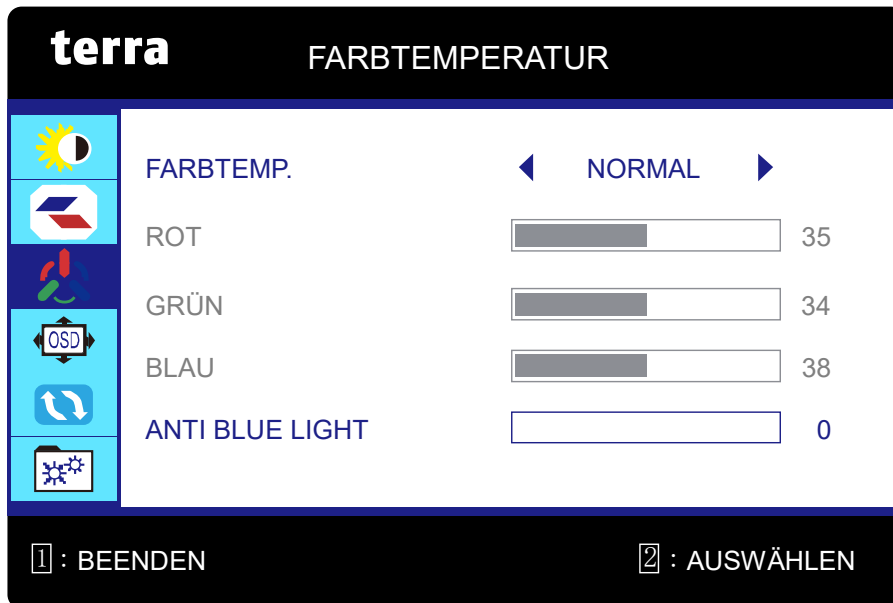 terra
FARBTEMPERATUR
FARBTEMP. NORMAL
ROT 35
GRÜN 34
OSD
BLAU 38
ANTI BLUE LIGHT 0
1 : BEENDEN 2 : AUSWÄHLEN